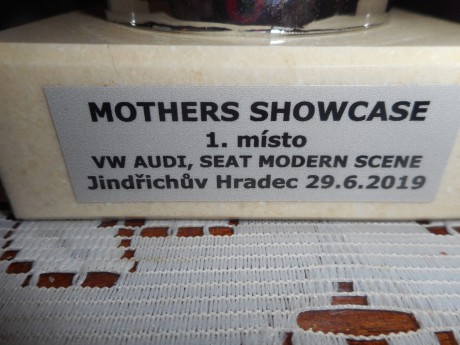 MOTHERS SHOWCASE
1. místo
VW AUDI, SEAT MODERN SCENE
Jindřichův Hradec 29.6.2019